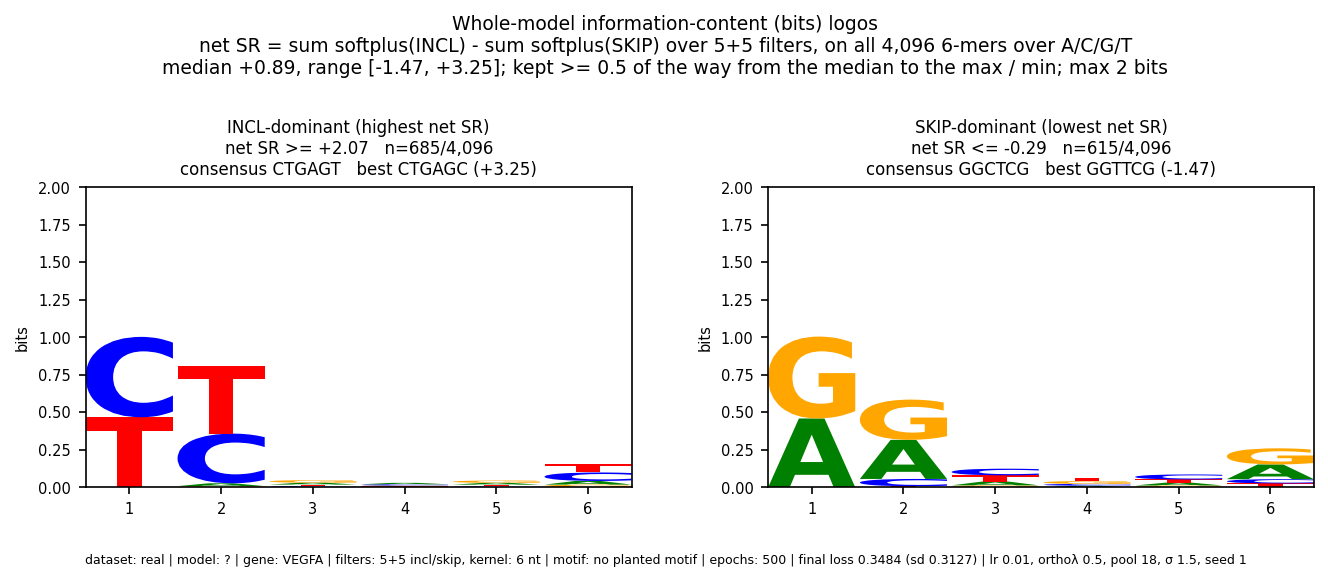 Whole-model information-content (bits) logos
net SR = sum softplus(INCL) - sum softplus(SKIP) over 5+5 filters, on all 4,096 6-mers over A/C/G/T
median +0.89, range [-1.47, +3.25]; kept >= 0.5 of the way from the median to the max / min; max 2 bits
INCL-dominant (highest net SR)
net SR >= +2.07   n=685/4,096
consensus CTGAGT   best CTGAGC (+3.25)
2.00
1.75
1.50
1.25
1.00
0.75
0.50
0.25
0.00
bits
C
T
T
C
T
C
1 2 3 4 5 6
SKIP-dominant (lowest net SR)
net SR <= -0.29   n=615/4,096
consensus GGCTCG   best GGTTCG (-1.47)
2.00
1.75
1.50
1.25
1.00
0.75
0.50
0.25
0.00
bits
G
A
G
A
C
C
T
G
A
C
T
1 2 3 4 5 6
dataset: real | model: ? | gene: VEGFA | filters: 5+5 incl/skip, kernel: 6 nt | motif: no planted motif | epochs: 500 | final loss 0.3484 (sd 0.3127) | lr 0.01, orthoλ 0.5, pool 18, σ 1.5, seed 1